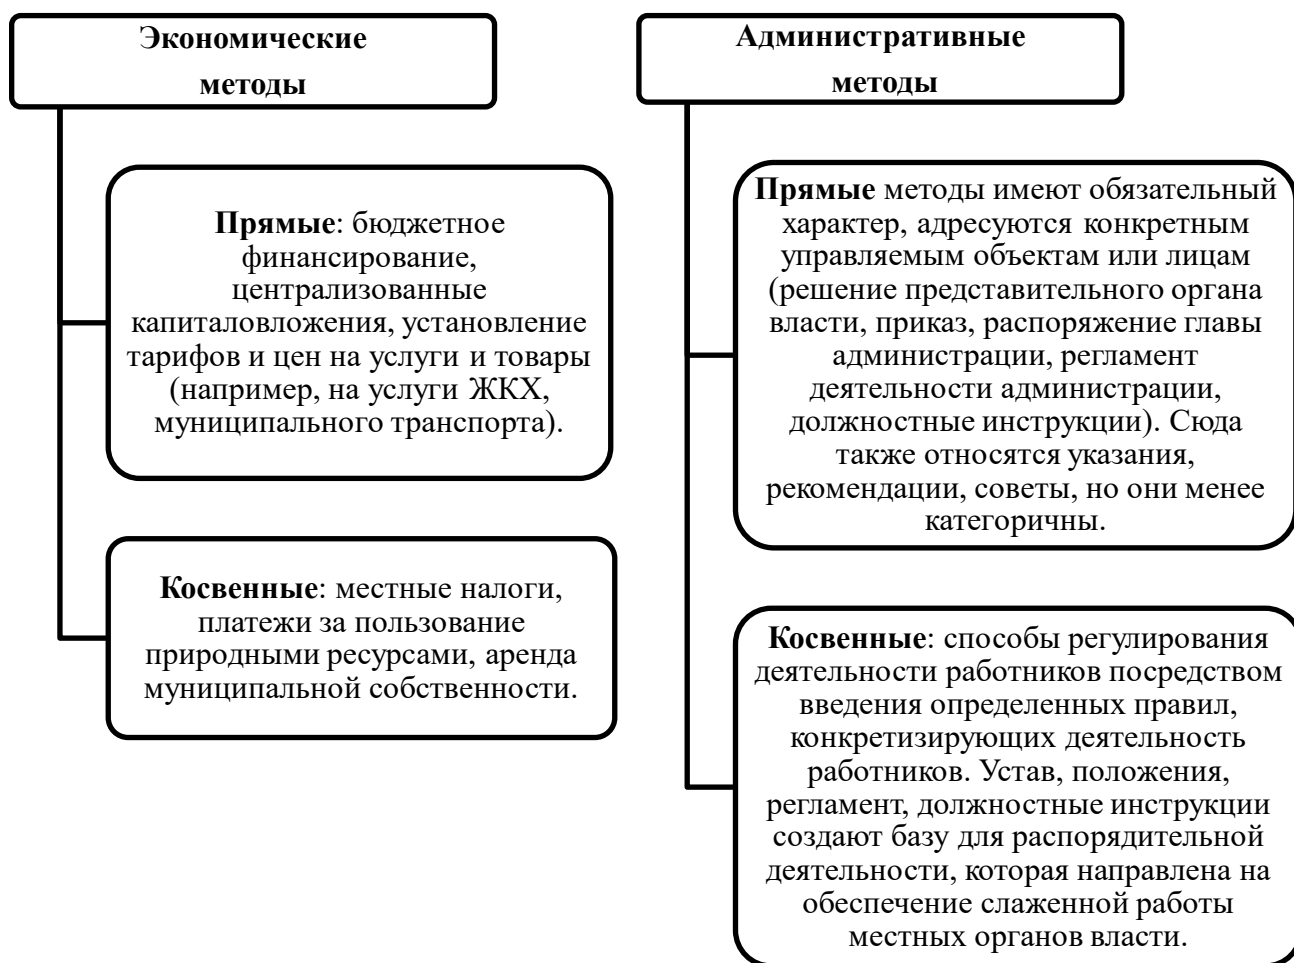 Экономические
методы
Прямые: бюджетное
финансирование,
централизованные
капиталовложения, установление
тарифов и цен на услуги и товары
(например, на услуги ЖКХ,
муниципального транспорта).
Косвенные: местные налоги,
платежи за пользование
природными ресурсами, аренда
муниципальной собственности.
Административные
методы
Прямые методы имеют обязательный
характер, адресуются конкретным
управляемым объектам или лицам
(решение представительного органа
власти, приказ, распоряжение главы
администрации, регламент
деятельности администрации,
должностные инструкции). Сюда
также относятся указания,
рекомендации, советы, но они менее
категоричны.
Косвенные: способы регулирования
деятельности работников посредством
введения определенных правил,
конкретизирующих деятельность
работников. Устав, положения,
регламент, должностные инструкции
создают базу для распорядительной
деятельности, которая направлена на
обеспечение слаженной работы
местных органов власти.